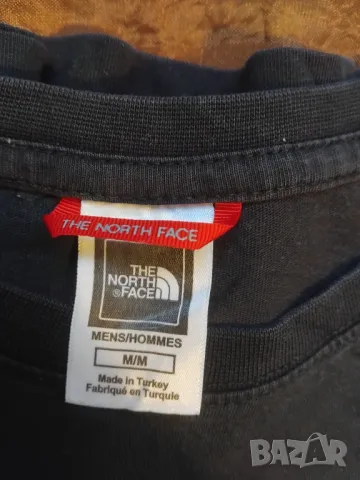 THE NORTH FACE
THE
NORTH
®FACE
MENS/HOMMES
M/M
Made in Turkey
Fabriqué en Turquie
BAZAR